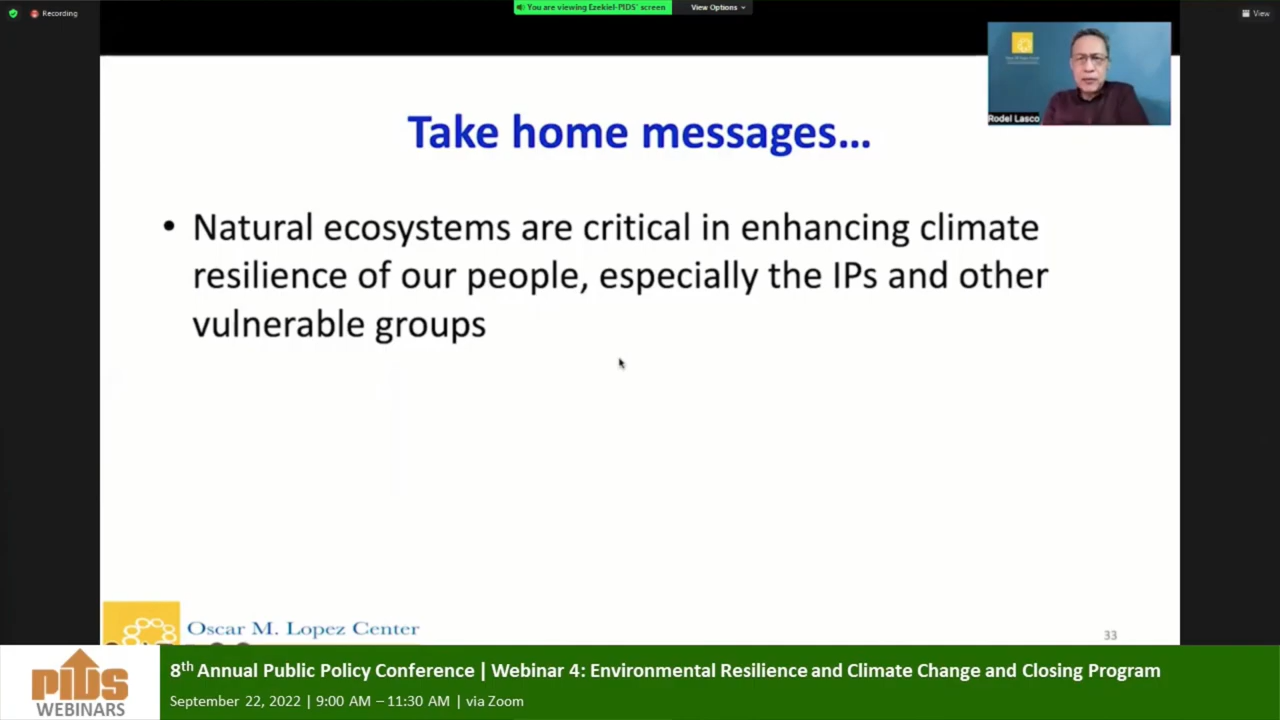 Recording
You are viewing Ezekiel-PIDS' screen
View Options
View
Rodel Lasco
Take home messages...
• Natural ecosystems are critical in enhancing climate
resilience of our people, especially the IPs and other
vulnerable groups
Oscar M. Lopez Center
33
PIDS
WEBINARS
8th Annual Public Policy Conference | Webinar 4: Environmental Resilience and Climate Change and Closing Program
September 22, 2022 | 9:00 AM – 11:30 AM | via Zoom